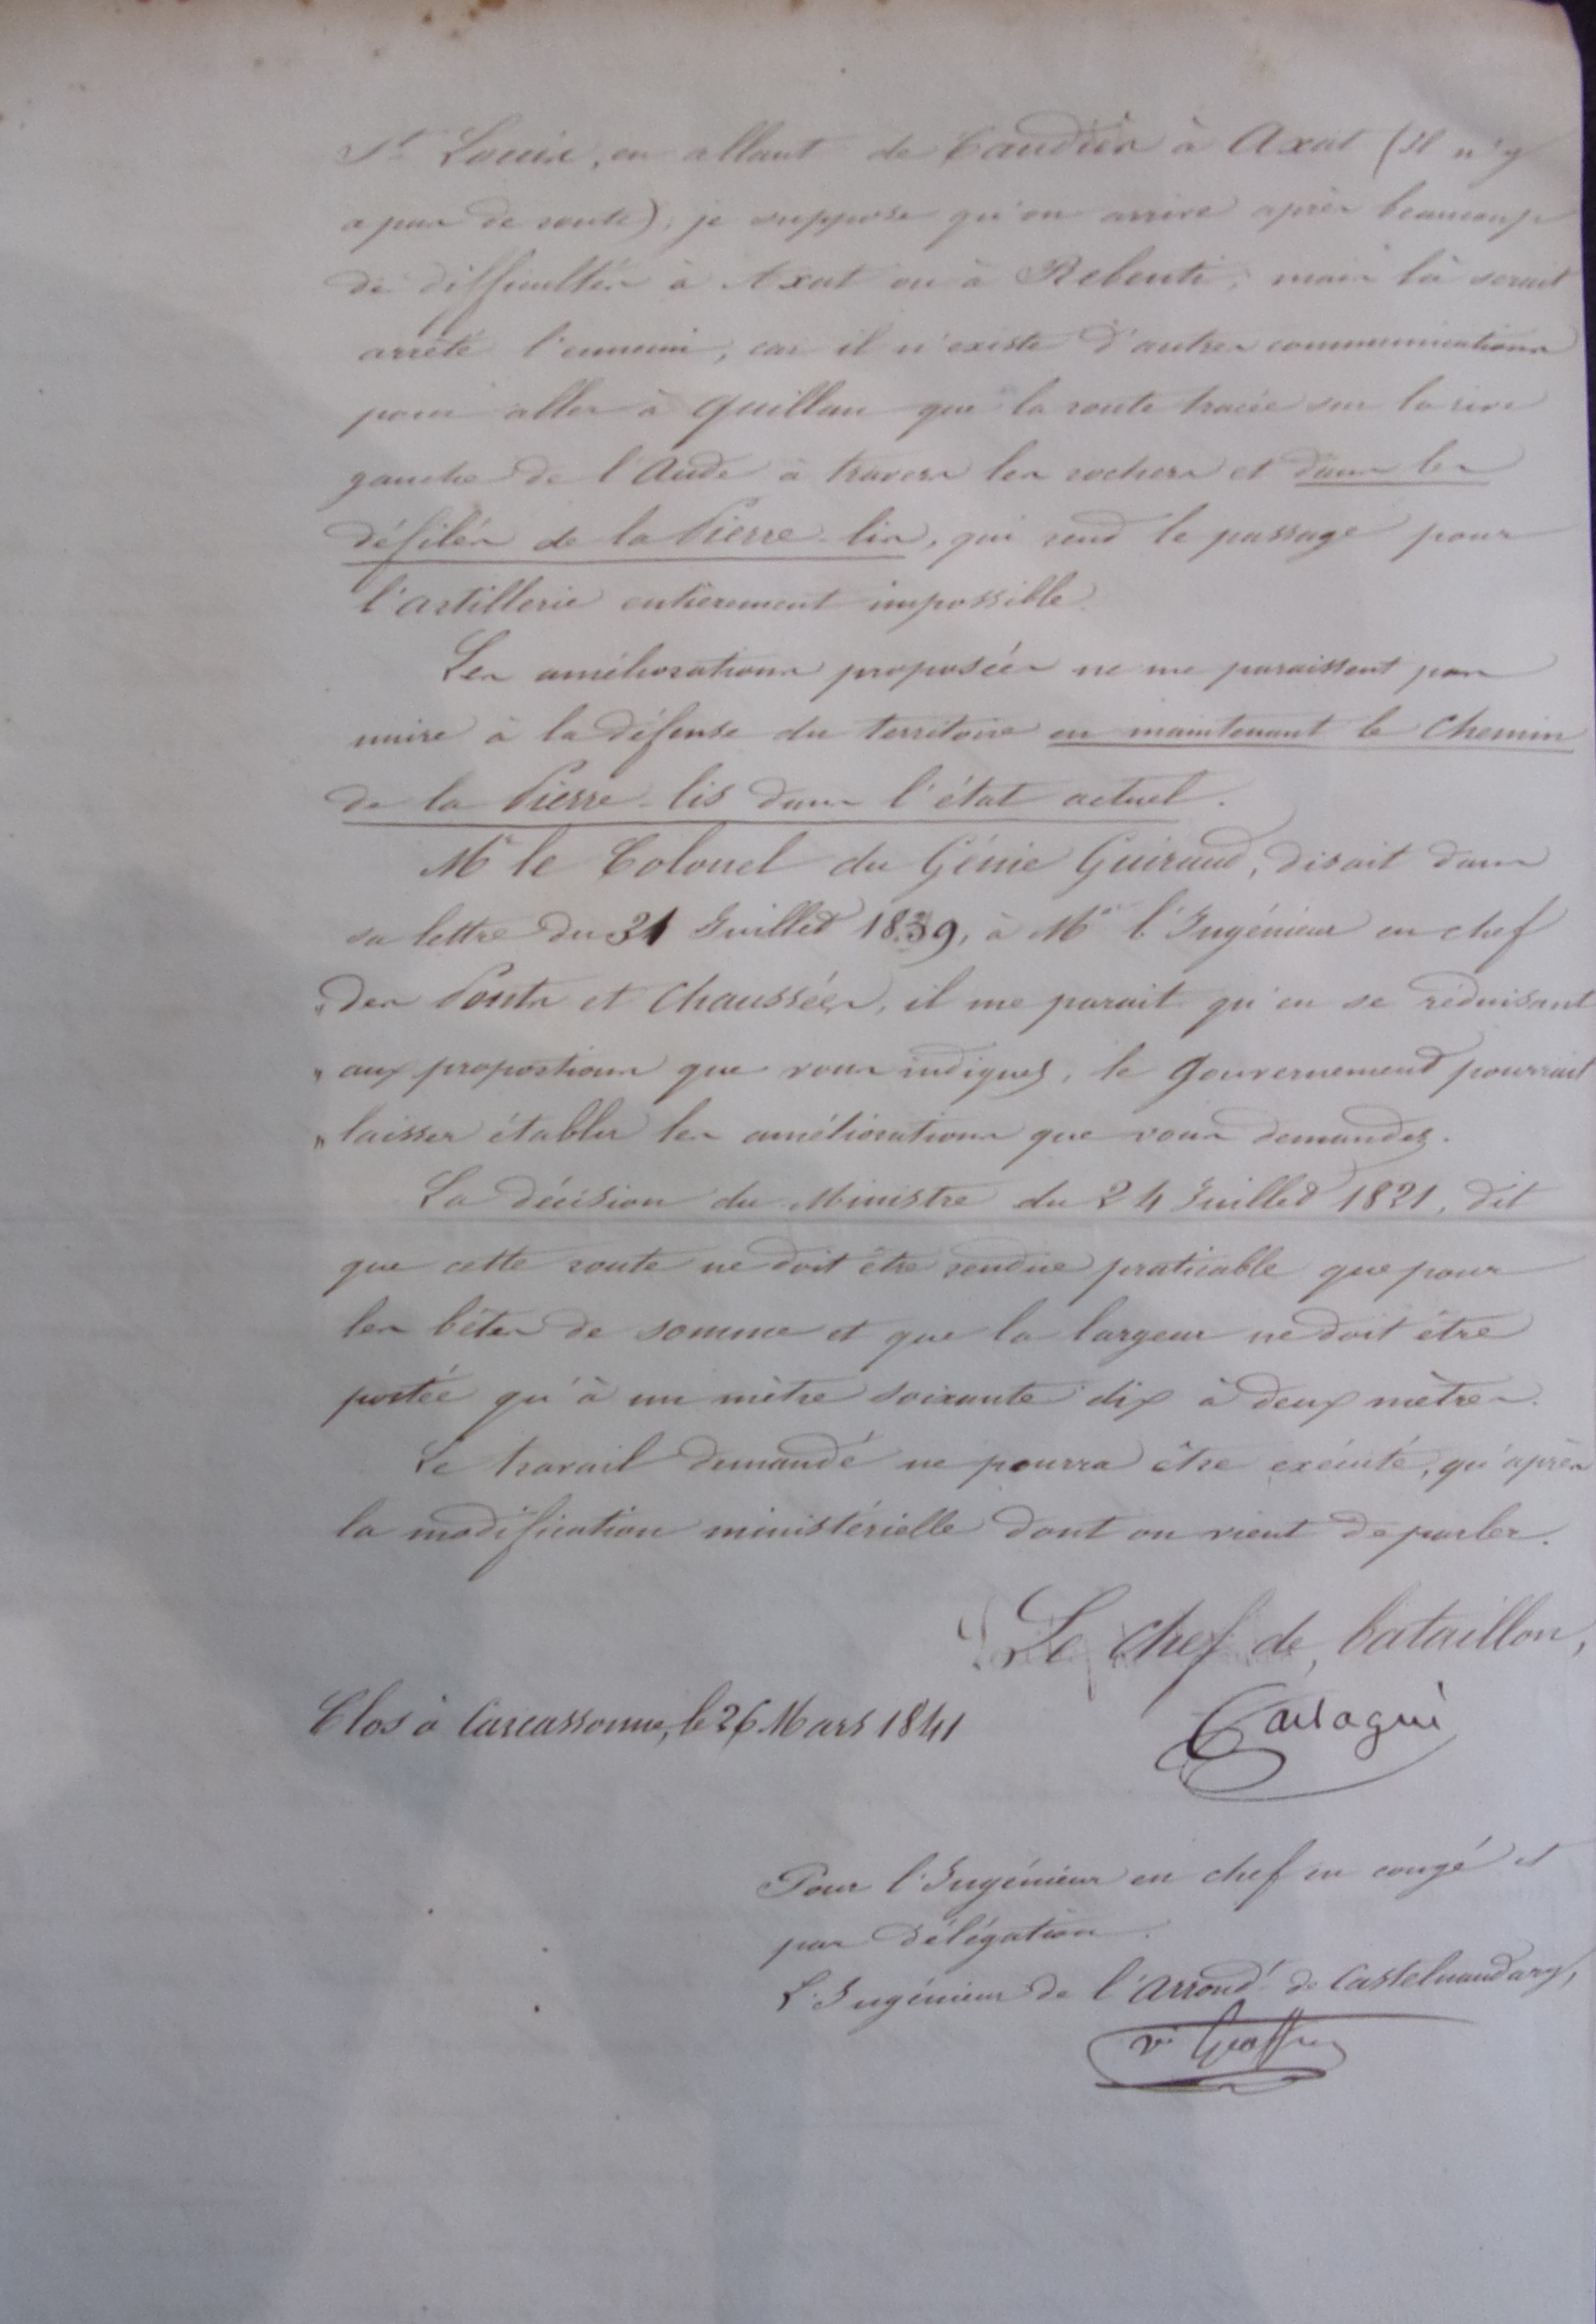 St Louis, en allant de Caudiès à Axat (il n'y
a pas de route), je suppose qu'on arrive après beaucoup
de difficultés à Axat ou à Rebenti, mais là serait
arrêté l'ennemi, car il n'existe d'autres communications
pour aller à Quillan que la route tracée sur la rive
gauche de l'Aude à travers les rochers et dans les
défilés de la Pierre-lis, qui rend le passage pour
l'artillerie entièrement impossible.
Les améliorations proposées ne me paraissent pas
nuire à la défense du territoire en maintenant le Chemin
de la Pierre-lis dans l'état actuel.
Mr le Colonel du Génie Guiraud, disait dans
sa lettre du 31 Juillet 1839, à Mr l'Ingénieur en chef
„ des Ponts et Chaussées, il me parait qu'en se réduisant
„ aux proportions que vous indiquez, le Gouvernement pourrait
„ laisser établir les améliorations que vous demandez.
La décision du Ministre du 24 Juillet 1821, dit
que cette route ne doit être rendue praticable que pour
les bêtes de somme et que la largeur ne doit être
portée qu'à un mètre soixante dix à deux mètres.
Le travail demandé ne pourra être exécuté, qu'après
la modification ministérielle dont on vient de parler.
Le chef de bataillon,
Clos à Carcassonne, le 26 Mars 1841
Pour l'Ingénieur en chef en congé et
par délégation.
L'Ingénieur de l'Arrondt de Castelnaudary,